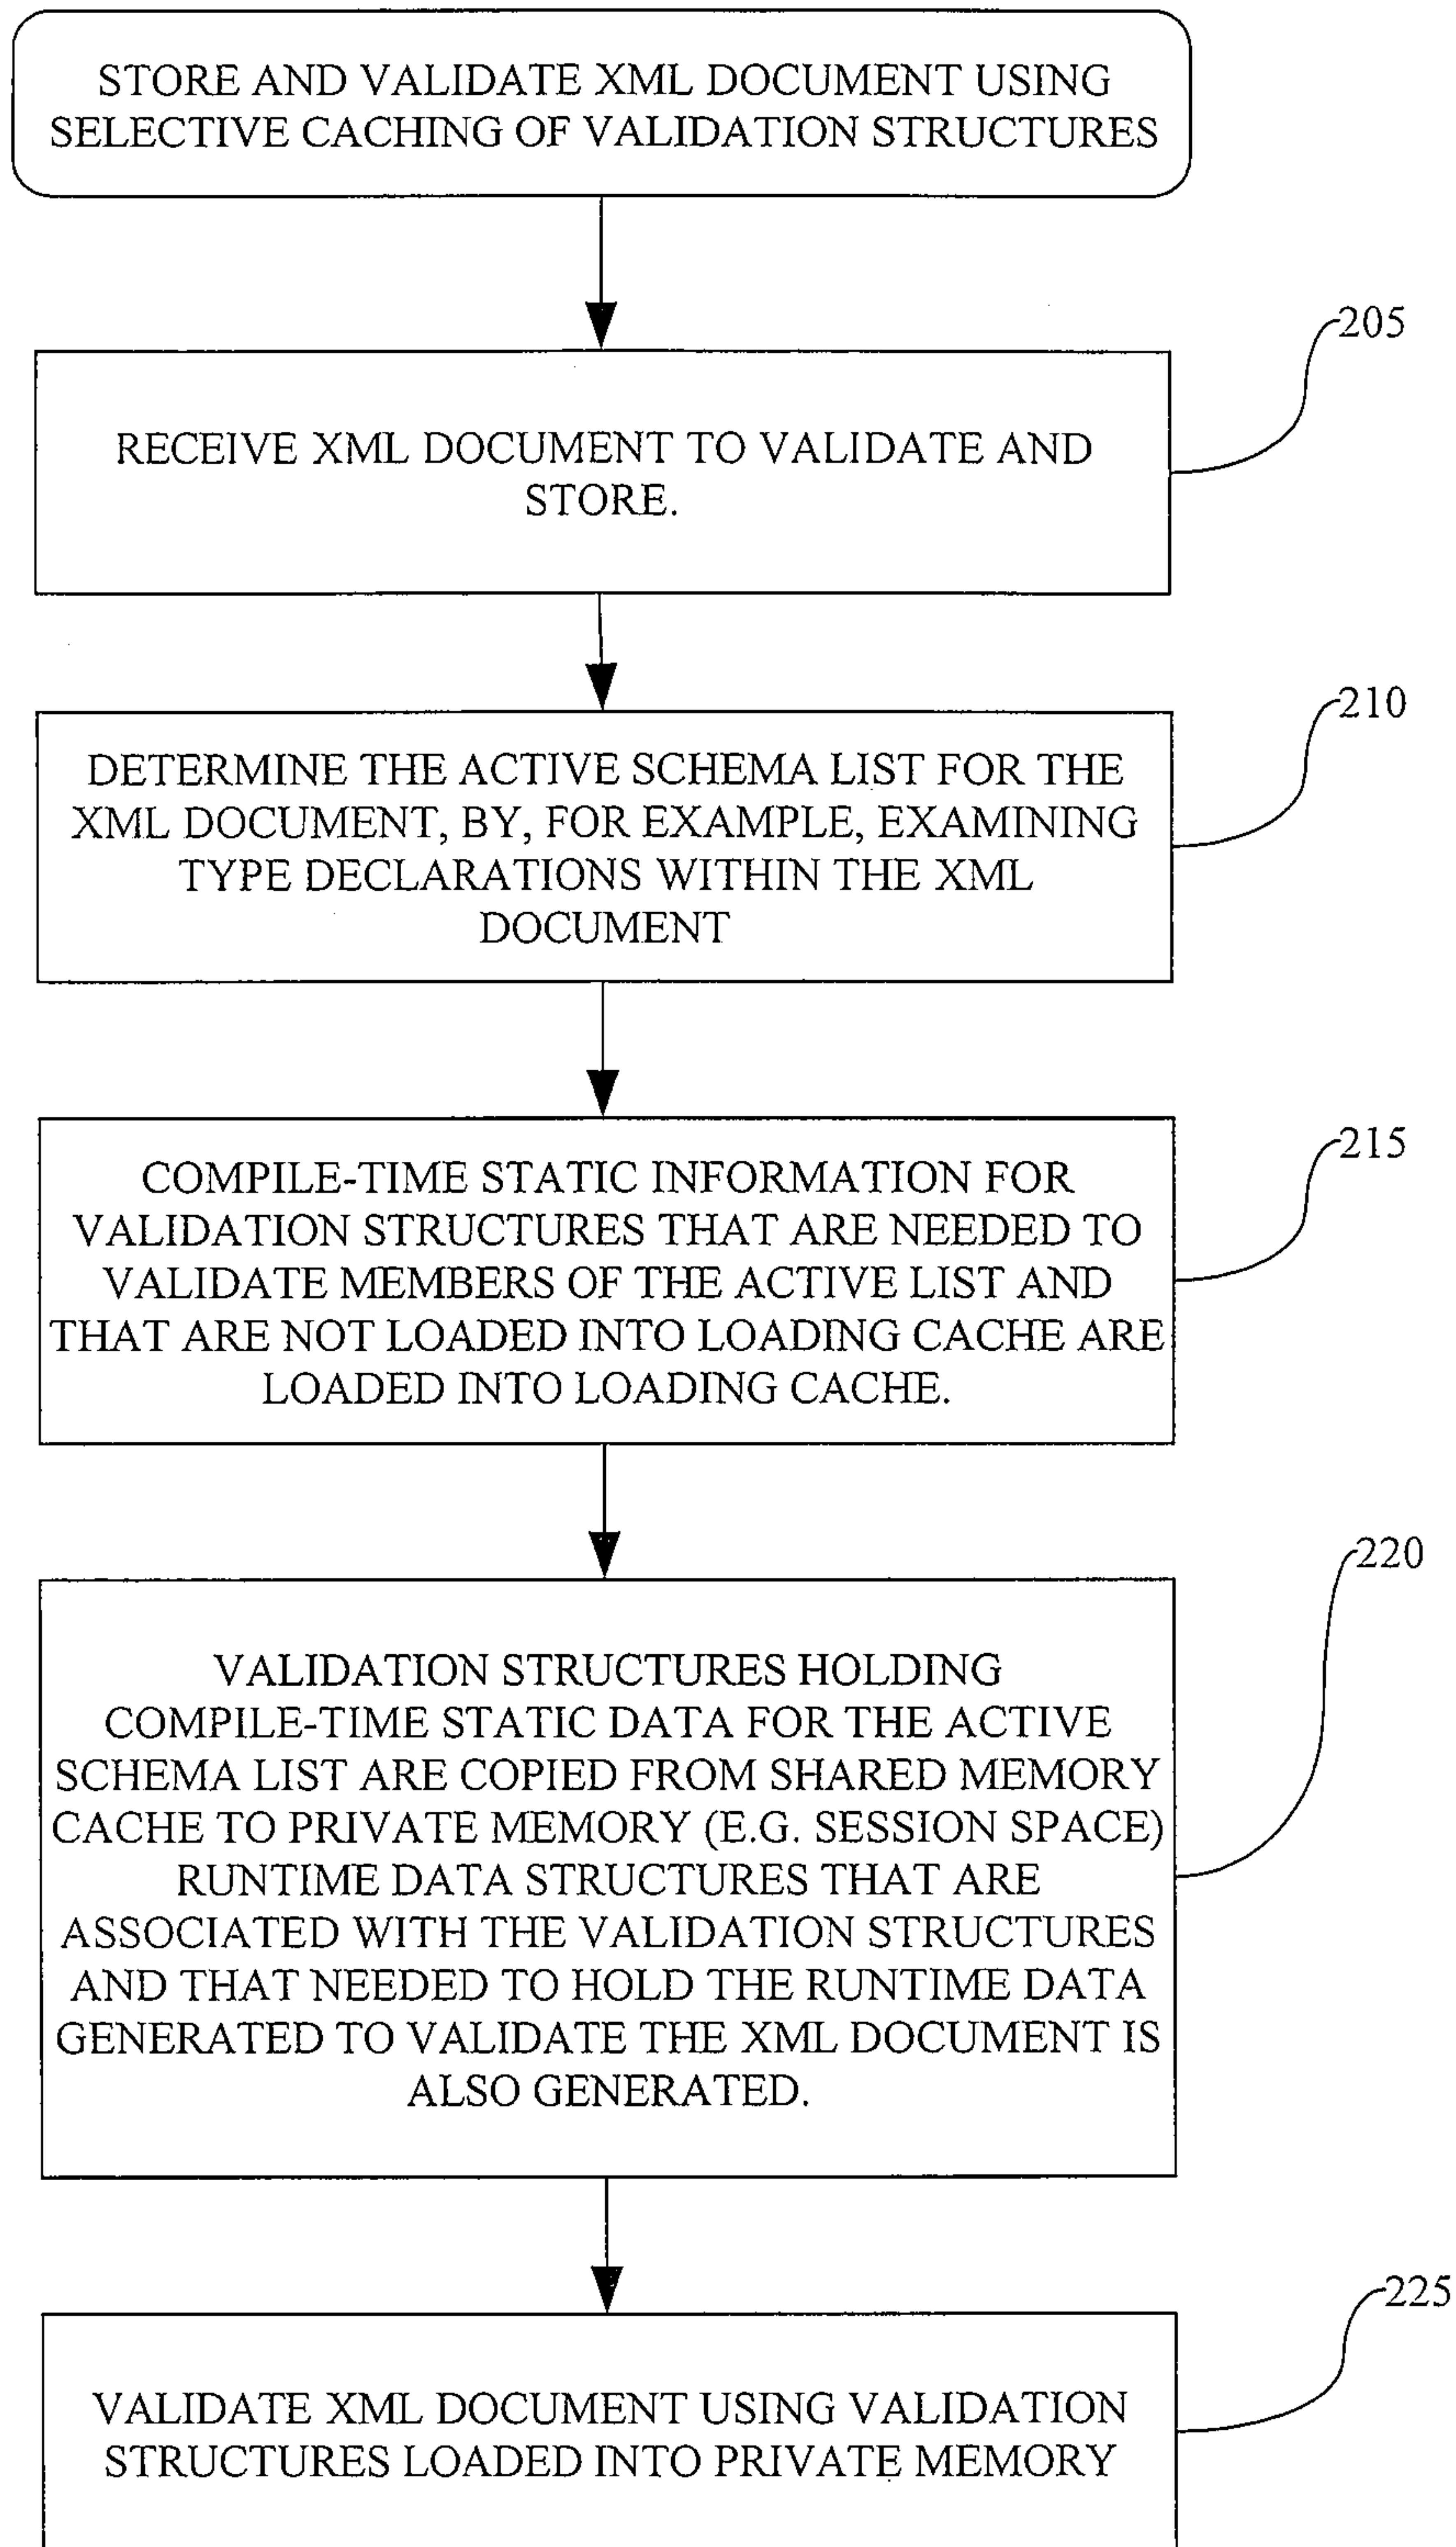 STORE AND VALIDATE XML DOCUMENT USING
SELECTIVE CACHING OF VALIDATION STRUCTURES
205
RECEIVE XML DOCUMENT TO VALIDATE AND
STORE.
210
DETERMINE THE ACTIVE SCHEMA LIST FOR THE
XML DOCUMENT, BY, FOR EXAMPLE, EXAMINING
TYPE DECLARATIONS WITHIN THE XML
DOCUMENT
215
COMPILE-TIME STATIC INFORMATION FOR
VALIDATION STRUCTURES THAT ARE NEEDED TO
VALIDATE MEMBERS OF THE ACTIVE LIST AND
THAT ARE NOT LOADED INTO LOADING CACHE ARE
LOADED INTO LOADING CACHE.
220
VALIDATION STRUCTURES HOLDING
COMPILE-TIME STATIC DATA FOR THE ACTIVE
SCHEMA LIST ARE COPIED FROM SHARED MEMORY
CACHE TO PRIVATE MEMORY (E.G. SESSION SPACE)
RUNTIME DATA STRUCTURES THAT ARE
ASSOCIATED WITH THE VALIDATION STRUCTURES
AND THAT NEEDED TO HOLD THE RUNTIME DATA
GENERATED TO VALIDATE THE XML DOCUMENT IS
ALSO GENERATED.
225
VALIDATE XML DOCUMENT USING VALIDATION
STRUCTURES LOADED INTO PRIVATE MEMORY